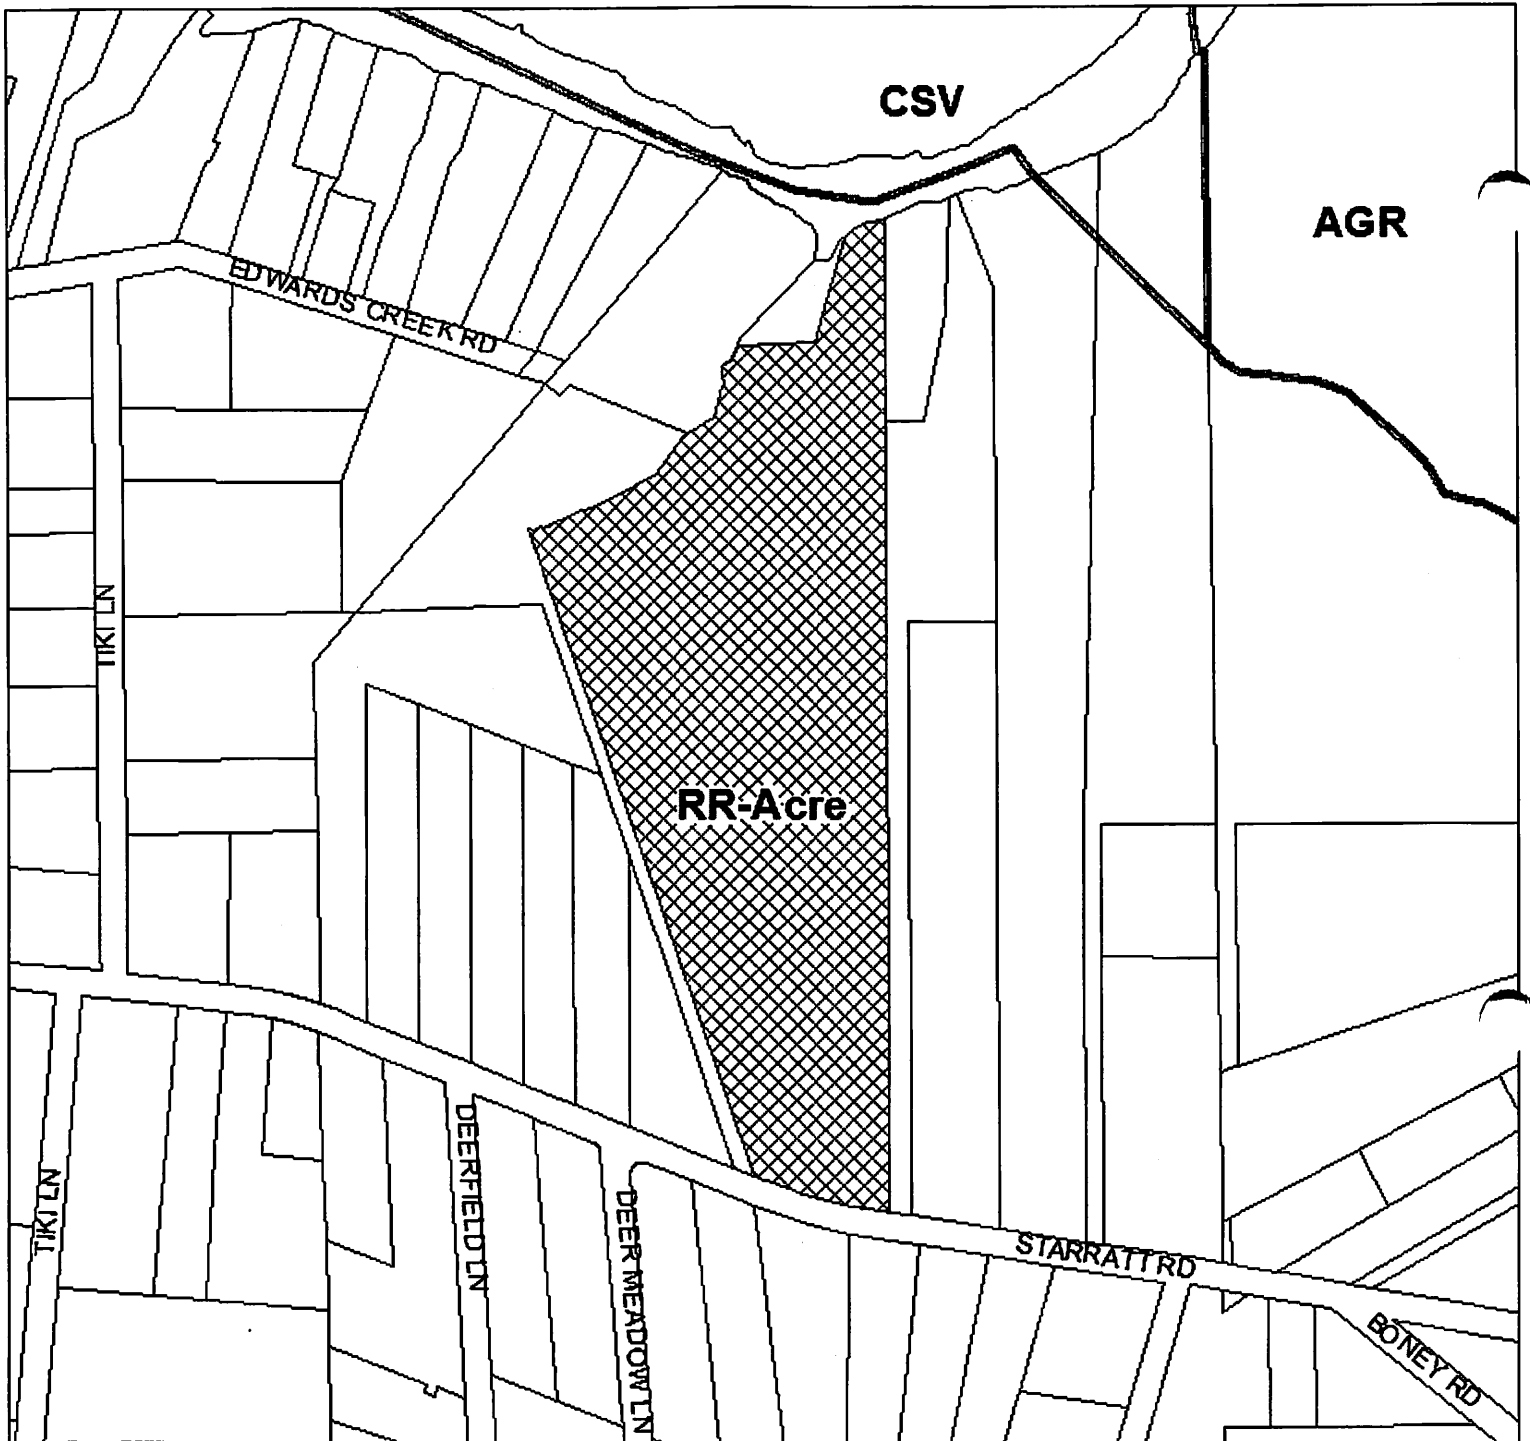 CSV
AGR
EDWARDS CREEK RD
TIKI LN
RR-Acre
DEERFIELD LN
TIKI LN
DEER MEADOW LN
STARRATT RD
BONEY RD